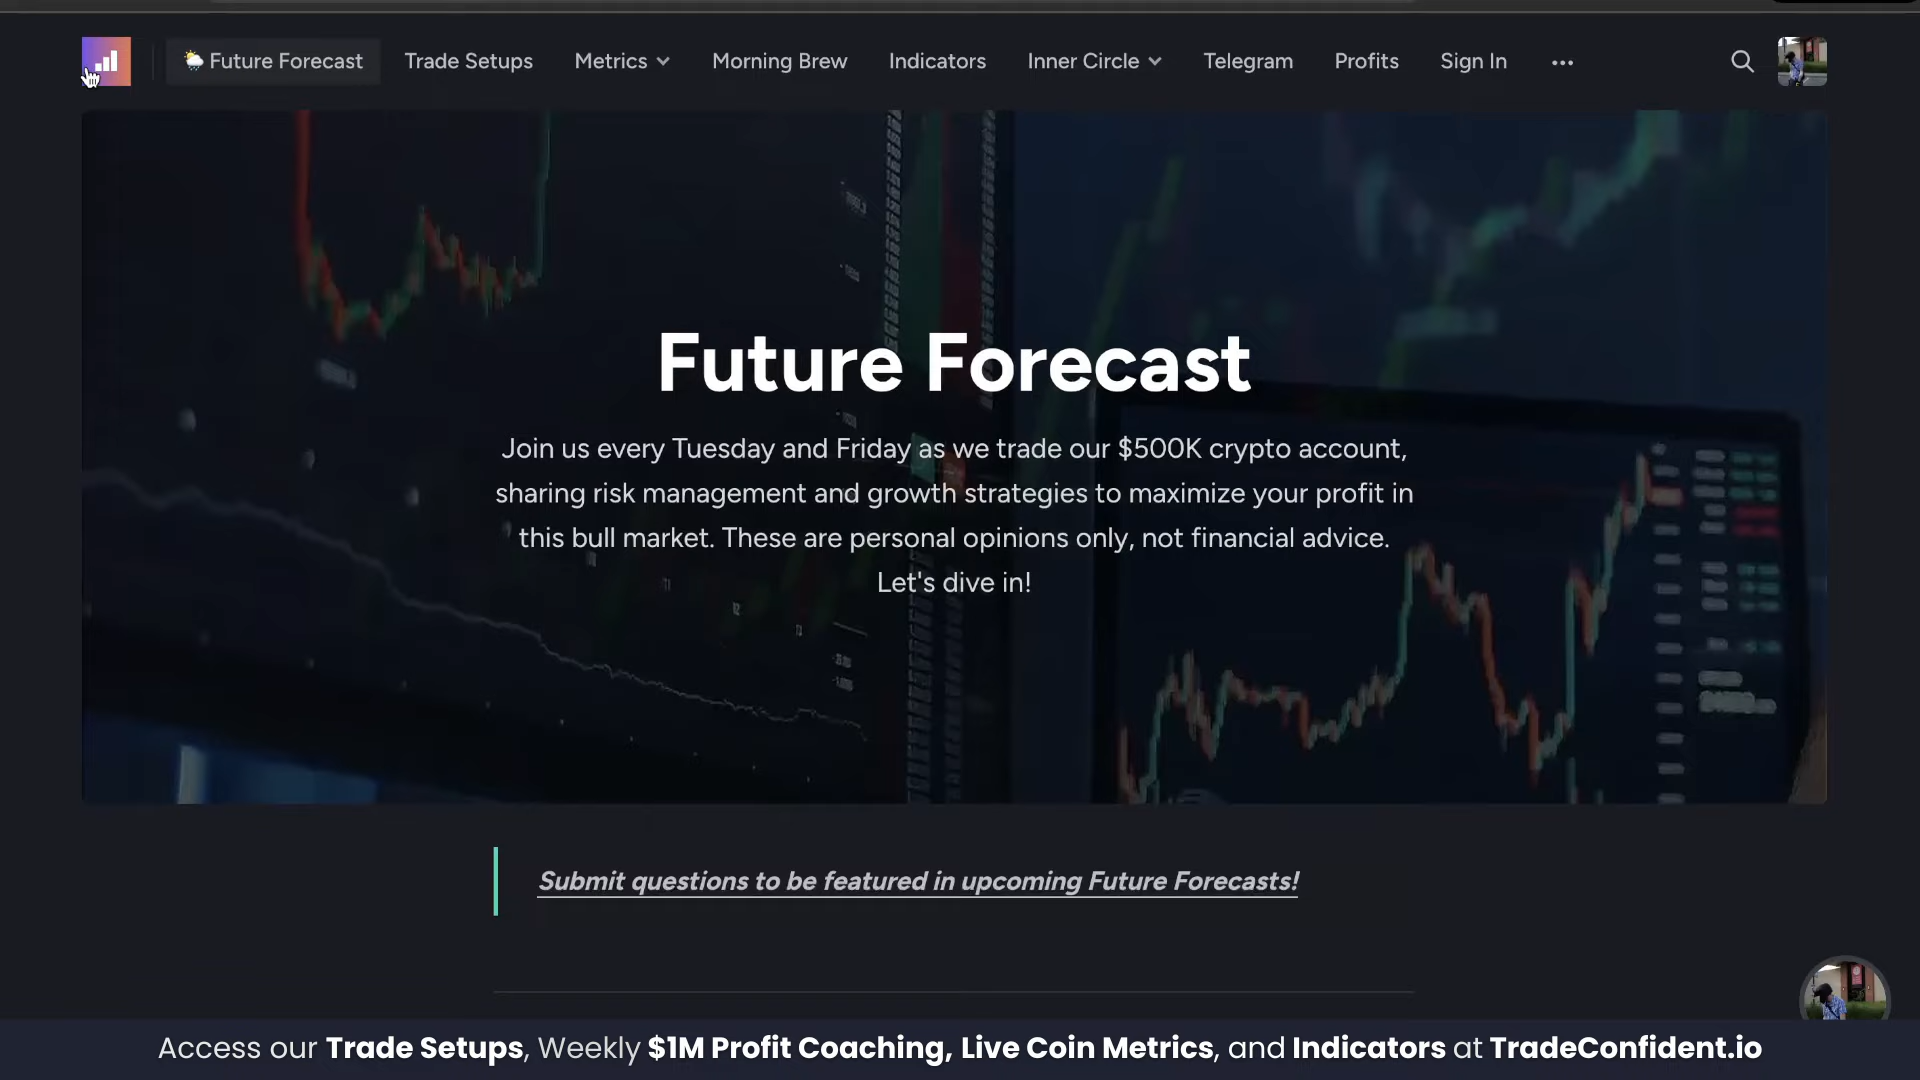 Future Forecast Trade Setups Metrics Morning Brew Indicators Inner Circle Telegram Profits Sign In
Future Forecast
Join us every Tuesday and Friday as we trade our $500K crypto account,
sharing risk management and growth strategies to maximize your profit in
this bull market. These are personal opinions only, not financial advice.
Let's dive in!
Submit questions to be featured in upcoming Future Forecasts!
Access our Trade Setups, Weekly $1M Profit Coaching, Live Coin Metrics, and Indicators at TradeConfident.io